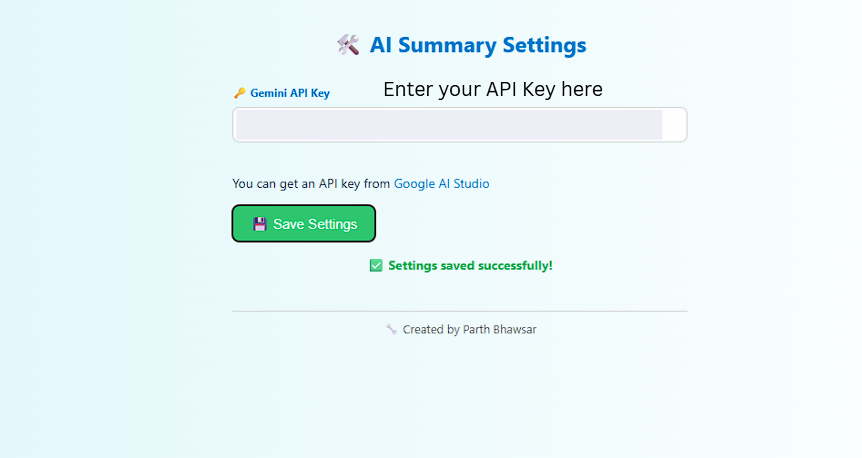 🛠️ AI Summary Settings
🔑 Gemini API Key
Enter your API Key here
You can get an API key from Google AI Studio
💾 Save Settings
✅ Settings saved successfully!
🔧 Created by Parth Bhawsar